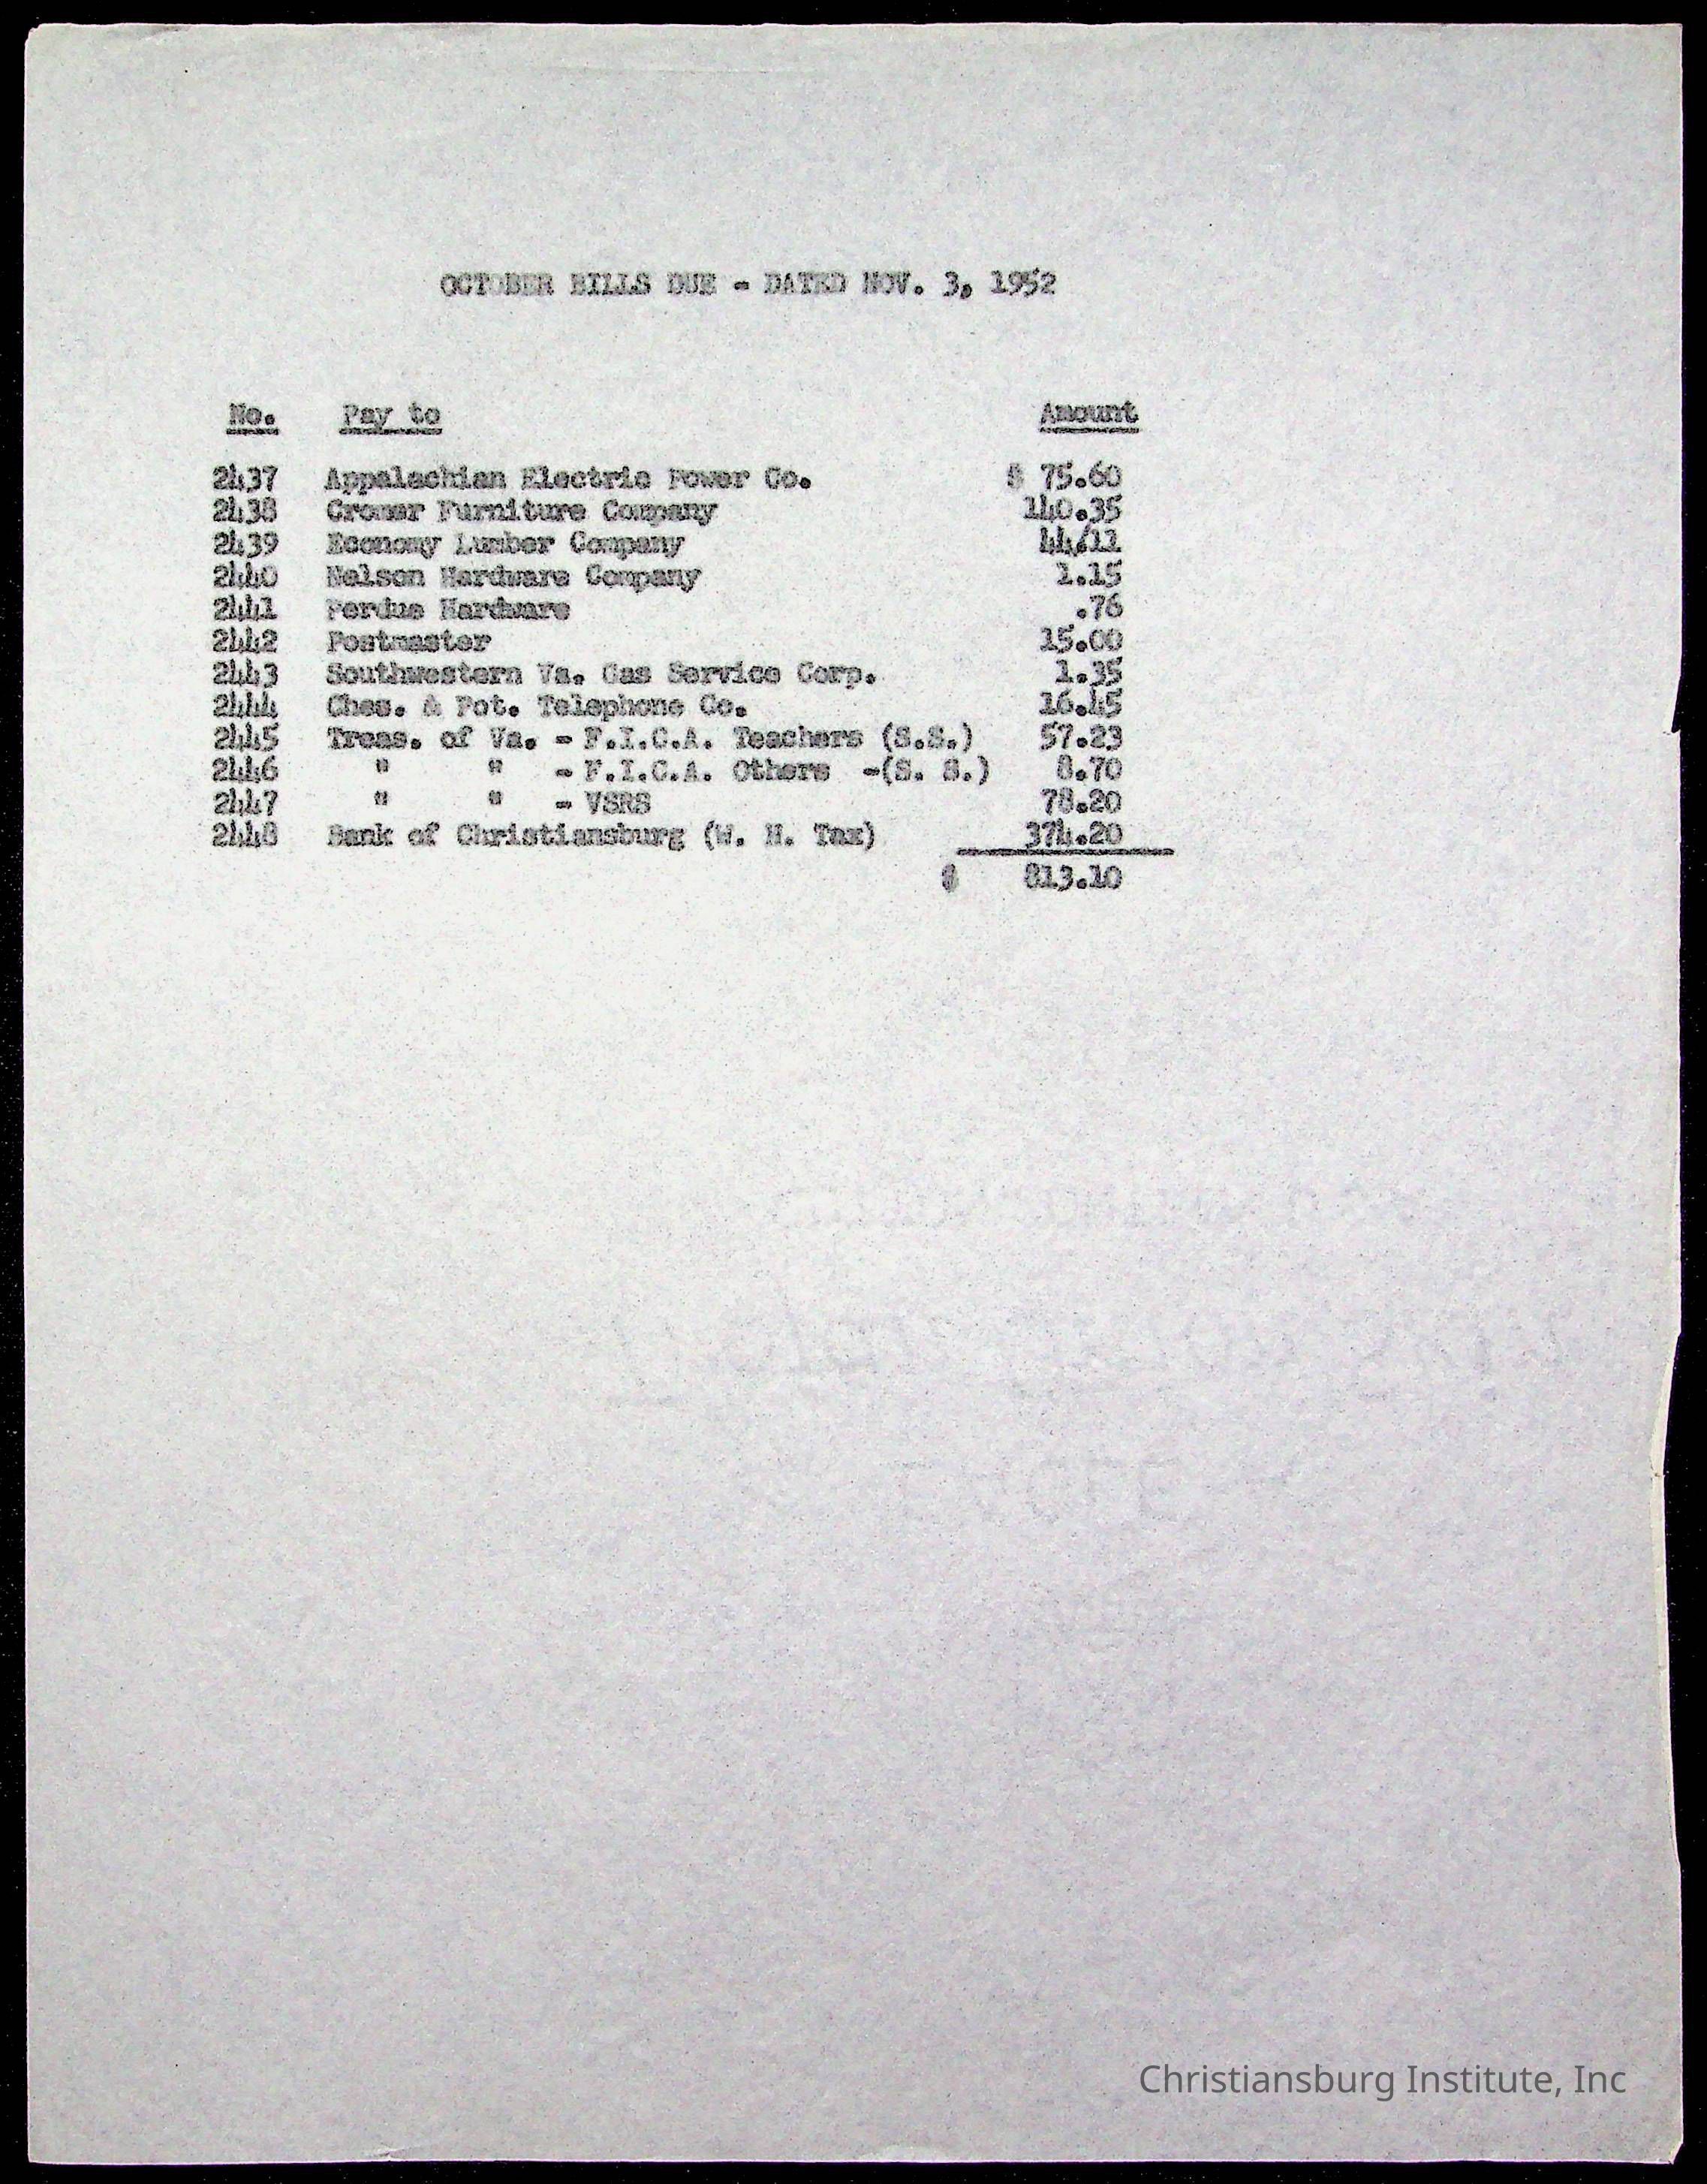 OCTOBER BILLS DUE - DATED NOV. 3, 1952
No. Pay to Amount
2437 Appalachian Electric Power Co. $ 75.60
2438 Cromer Furniture Company 140.35
2439 Economy Lumber Company 44/11
2440 Nelson Hardware Company 1.15
2441 Perdue Hardware .76
2442 Postmaster 15.00
2443 Southwestern Va. Gas Service Corp. 1.35
2444 Ches. & Pot. Telephone Co. 16.45
2445 Treas. of Va. - F.I.C.A. Teachers (S.S.) 57.23
2446 " " - F.I.C.A. Others -(S. S.) 8.70
2447 " " - VSRS 78.20
2448 Bank of Christiansburg (W. H. Tax) 374.20
$ 813.10
Christiansburg Institute, Inc